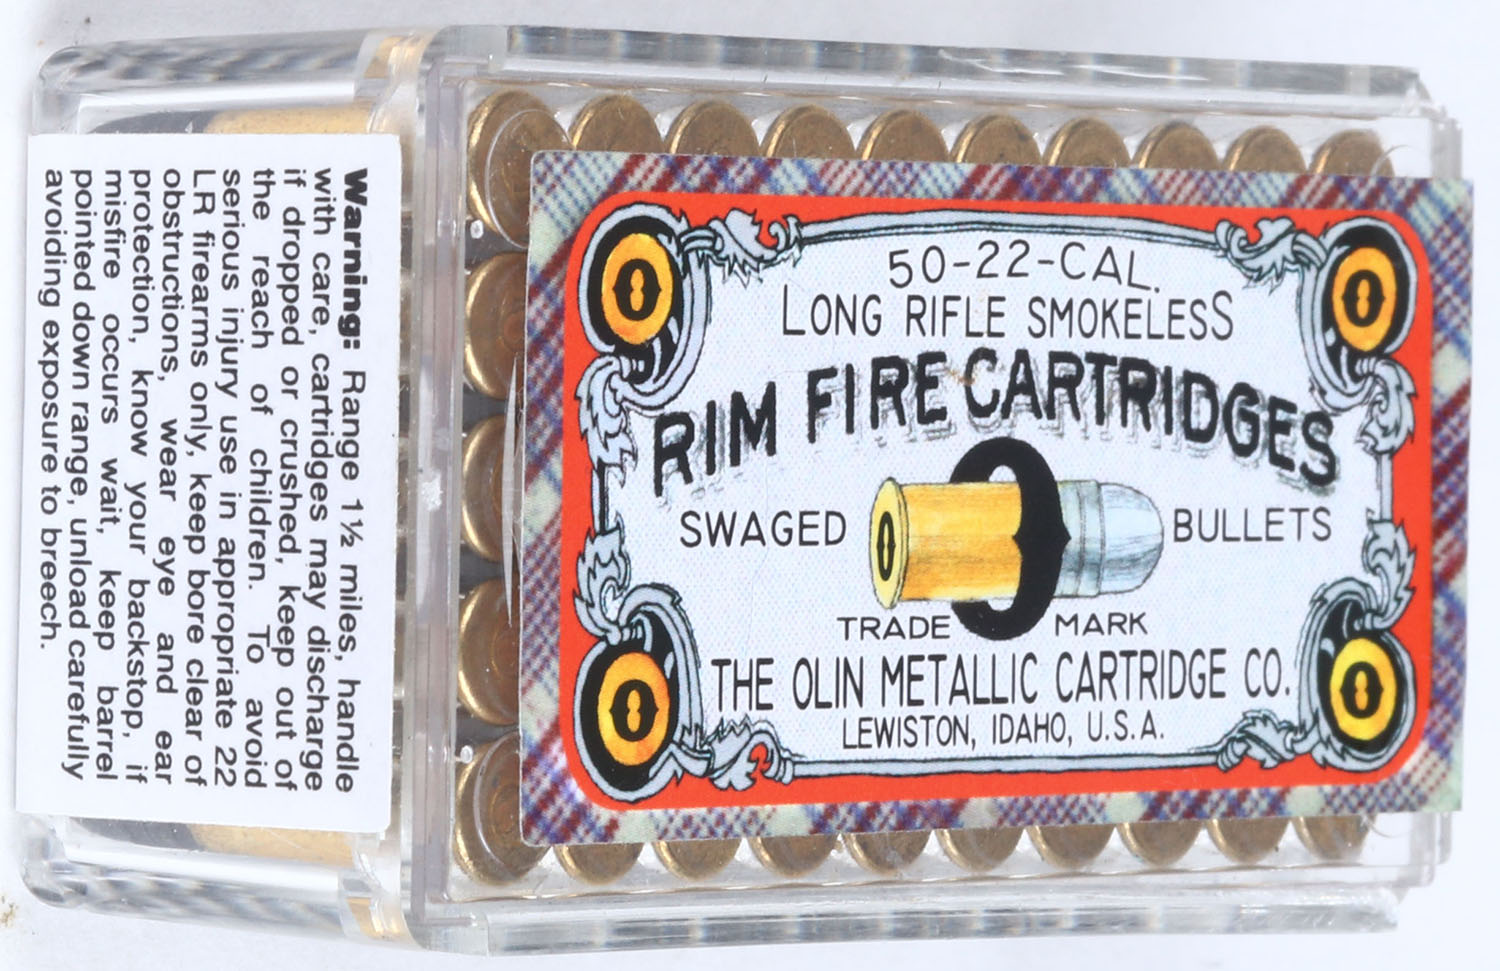 50-22-CAL.
LONG RIFLE SMOKELESS
RIM FIRE CARTRIDGES
SWAGED BULLETS
TRADE MARK
THE OLIN METALLIC CARTRIDGE CO.
LEWISTON, IDAHO, U.S.A.
Warning: Range 1½ miles, handle
with care, cartridges may discharge
if dropped or crushed, keep out of
the reach of children. To avoid
serious injury use in appropriate 22
LR firearms only, keep bore clear of
obstructions, wear eye and ear
protection, know your backstop, if
misfire occurs wait, keep barrel
pointed down range, unload carefully
avoiding exposure to breech.